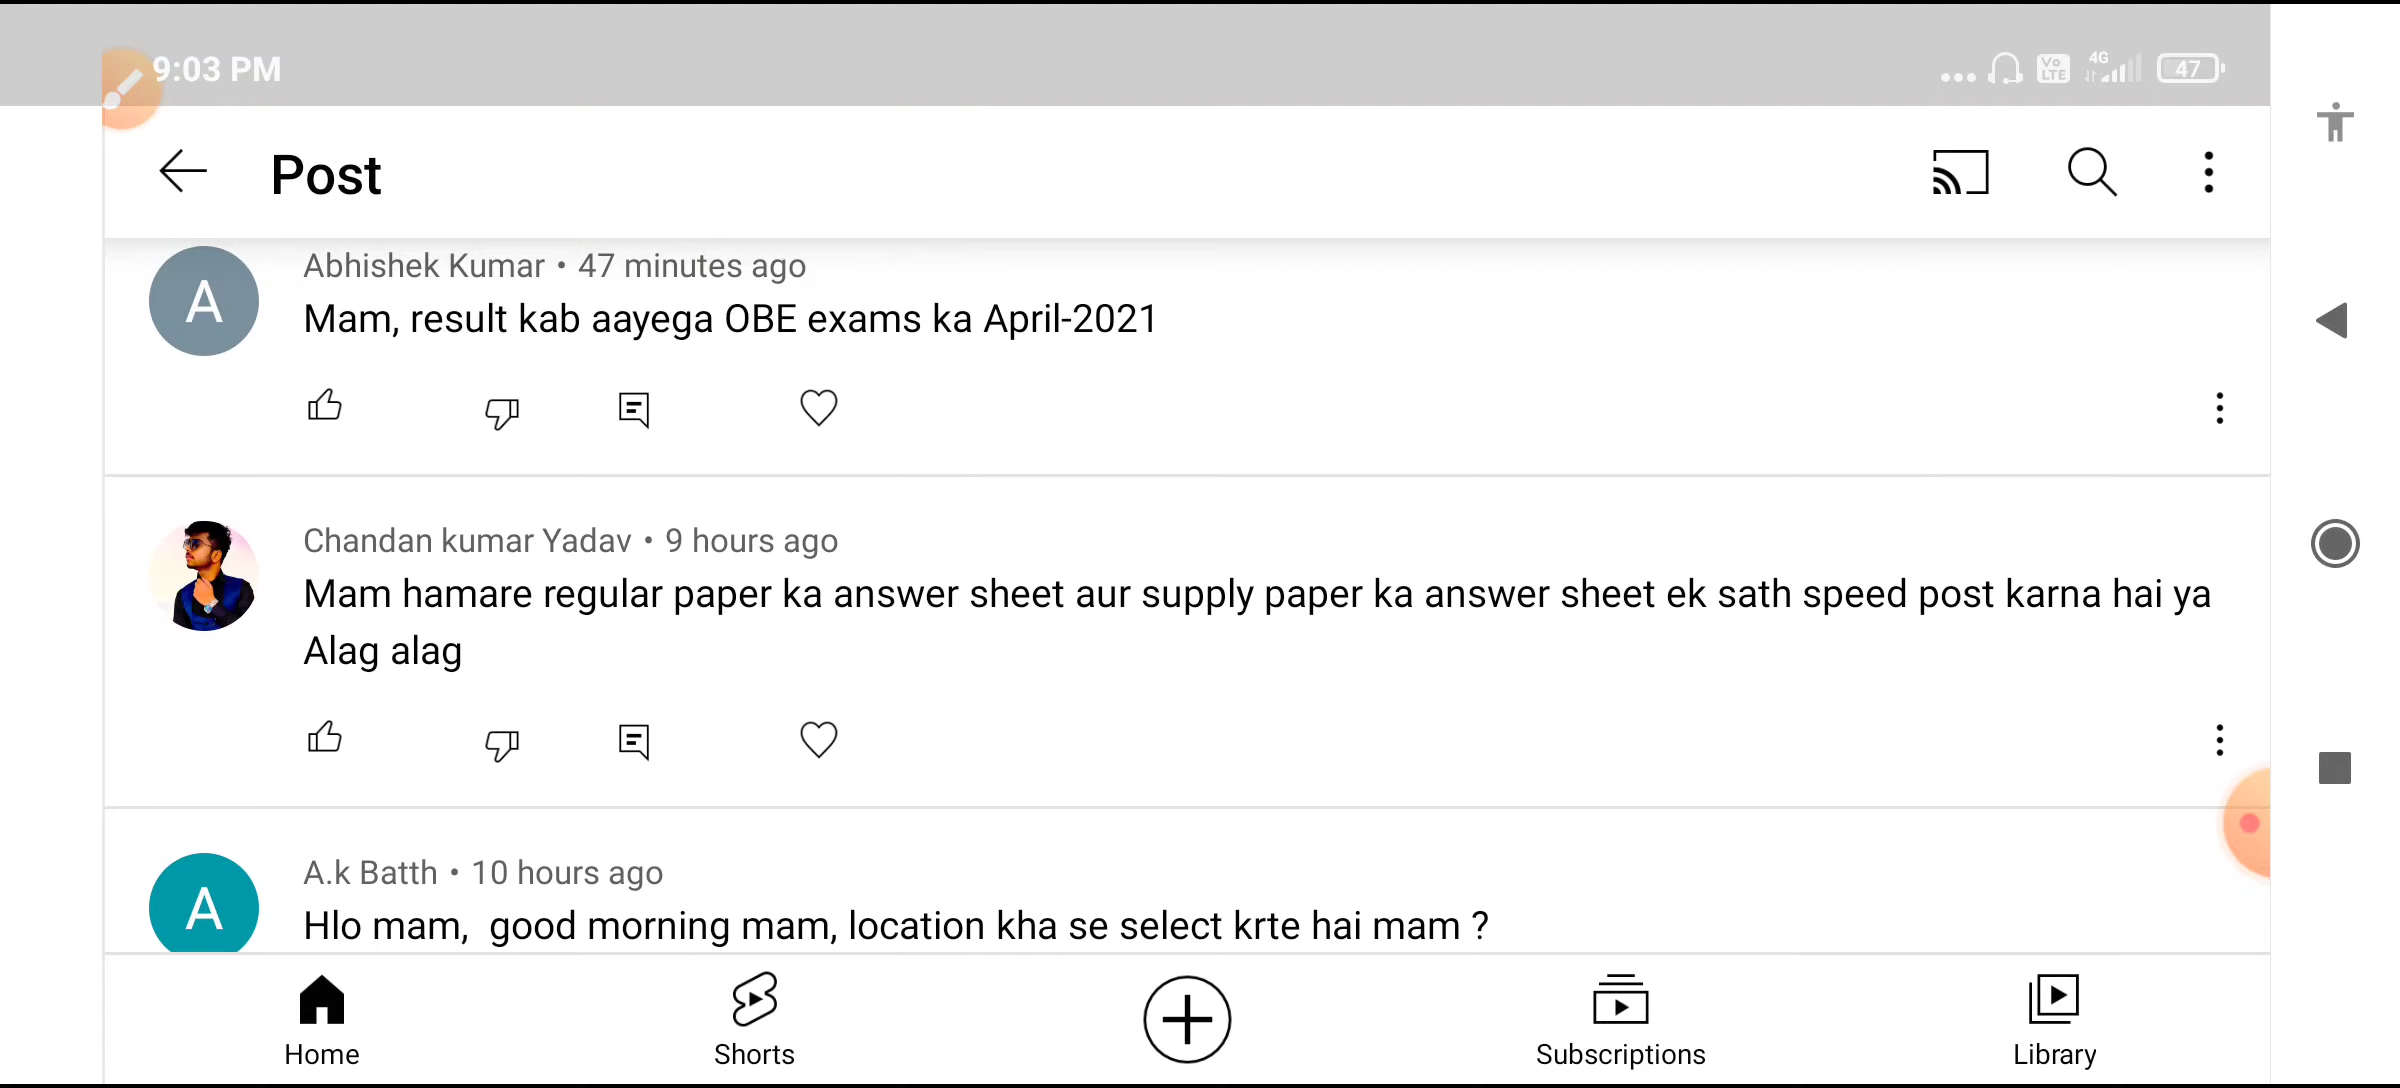 9:03 PM
Vo LTE 4G 47
Post
A Abhishek Kumar • 47 minutes ago
Mam, result kab aayega OBE exams ka April-2021
Chandan kumar Yadav • 9 hours ago
Mam hamare regular paper ka answer sheet aur supply paper ka answer sheet ek sath speed post karna hai ya
Alag alag
A A.k Batth • 10 hours ago
Hlo mam,  good morning mam, location kha se select krte hai mam ?
Home Shorts Subscriptions Library